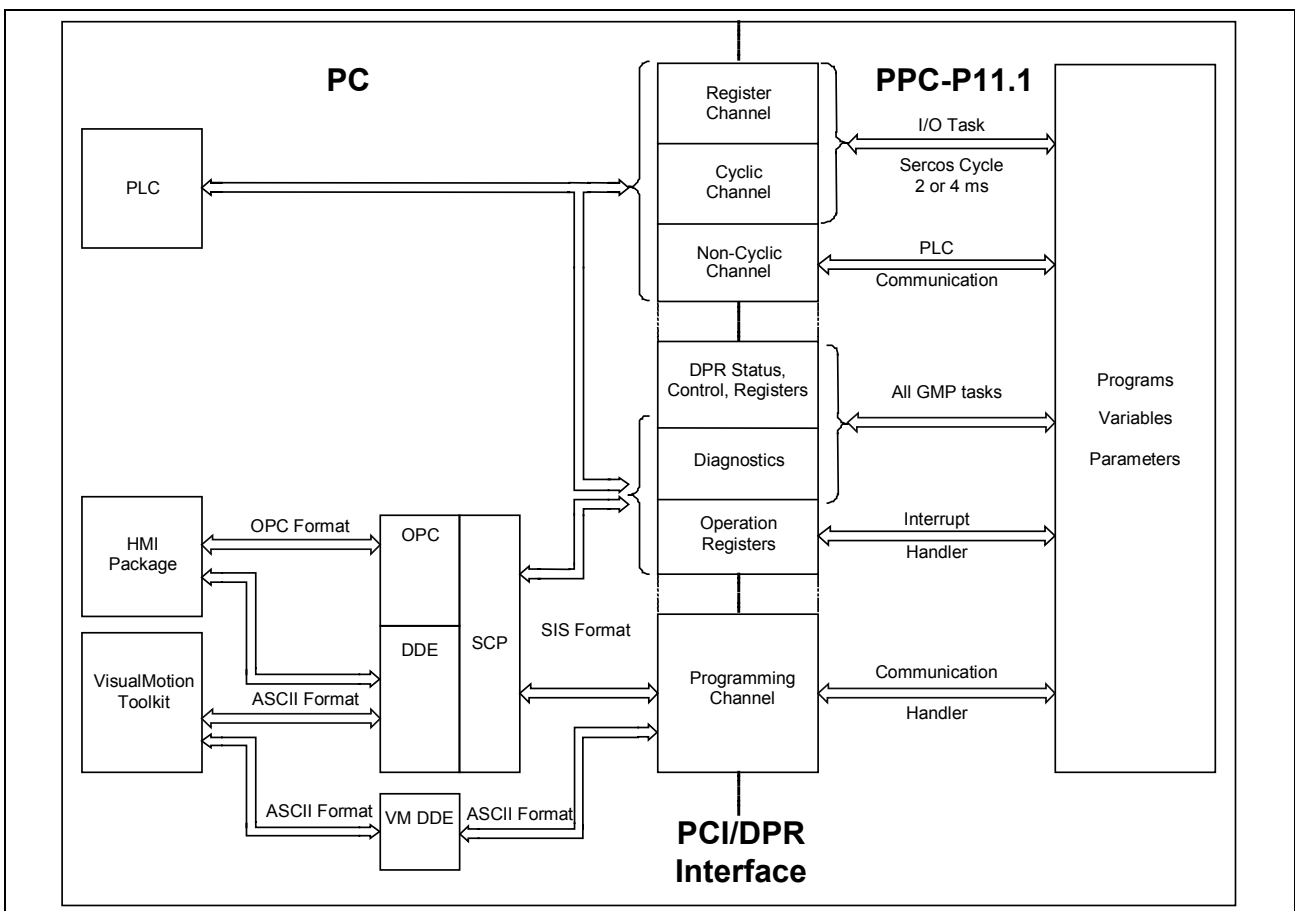 PC
PPC-P11.1
Register
Channel
I/O Task
PLC
Cyclic
Channel
Sercos Cycle
2 or 4 ms
Non-Cyclic
Channel
PLC
Communication
DPR Status,
Control, Registers
All GMP tasks
Programs
Variables
Parameters
Diagnostics
HMI
Package
OPC Format
OPC
Operation
Registers
Interrupt
Handler
DDE
SCP
SIS Format
VisualMotion
Toolkit
ASCII Format
Programming
Channel
Communication
Handler
ASCII Format
VM DDE
ASCII Format
PCI/DPR
Interface